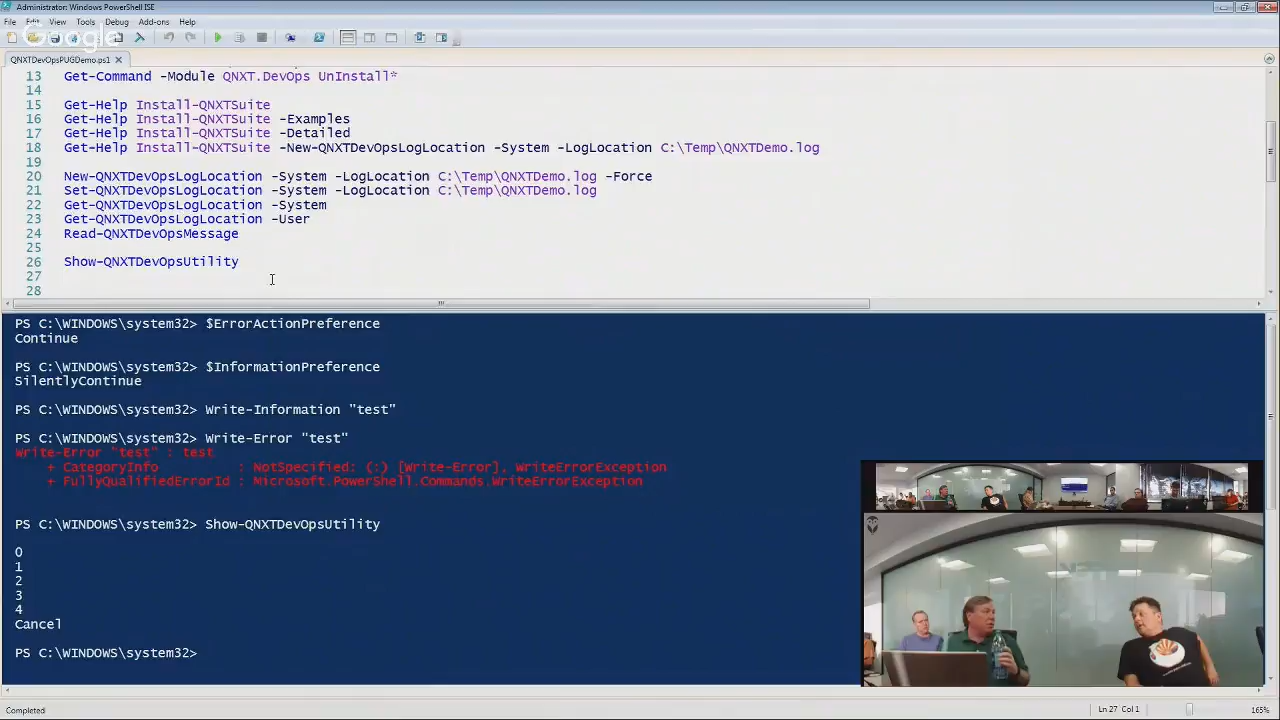 Administrator: Windows PowerShell ISE
File Edit View Tools Debug Add-ons Help
Google
QNXTDevOpsPUGDemo.ps1
13 Get-Command -Module QNXT.DevOps UnInstall*
14
15 Get-Help Install-QNXTSuite
16 Get-Help Install-QNXTSuite -Examples
17 Get-Help Install-QNXTSuite -Detailed
18 Get-Help Install-QNXTSuite -New-QNXTDevOpsLogLocation -System -LogLocation C:\Temp\QNXTDemo.log
19
20 New-QNXTDevOpsLogLocation -System -LogLocation C:\Temp\QNXTDemo.log -Force
21 Set-QNXTDevOpsLogLocation -System -LogLocation C:\Temp\QNXTDemo.log
22 Get-QNXTDevOpsLogLocation -System
23 Get-QNXTDevOpsLogLocation -User
24 Read-QNXTDevOpsMessage
25
26 Show-QNXTDevOpsUtility
27
28
PS C:\WINDOWS\system32> $ErrorActionPreference
Continue
PS C:\WINDOWS\system32> $InformationPreference
SilentlyContinue
PS C:\WINDOWS\system32> Write-Information "test"
PS C:\WINDOWS\system32> Write-Error "test"
Write-Error "test" : test
+ CategoryInfo : NotSpecified: (:) [Write-Error], WriteErrorException
+ FullyQualifiedErrorId : Microsoft.PowerShell.Commands.WriteErrorException
PS C:\WINDOWS\system32> Show-QNXTDevOpsUtility
0
1
2
3
4
Cancel
PS C:\WINDOWS\system32>
Completed
Ln 27 Col 1
165%